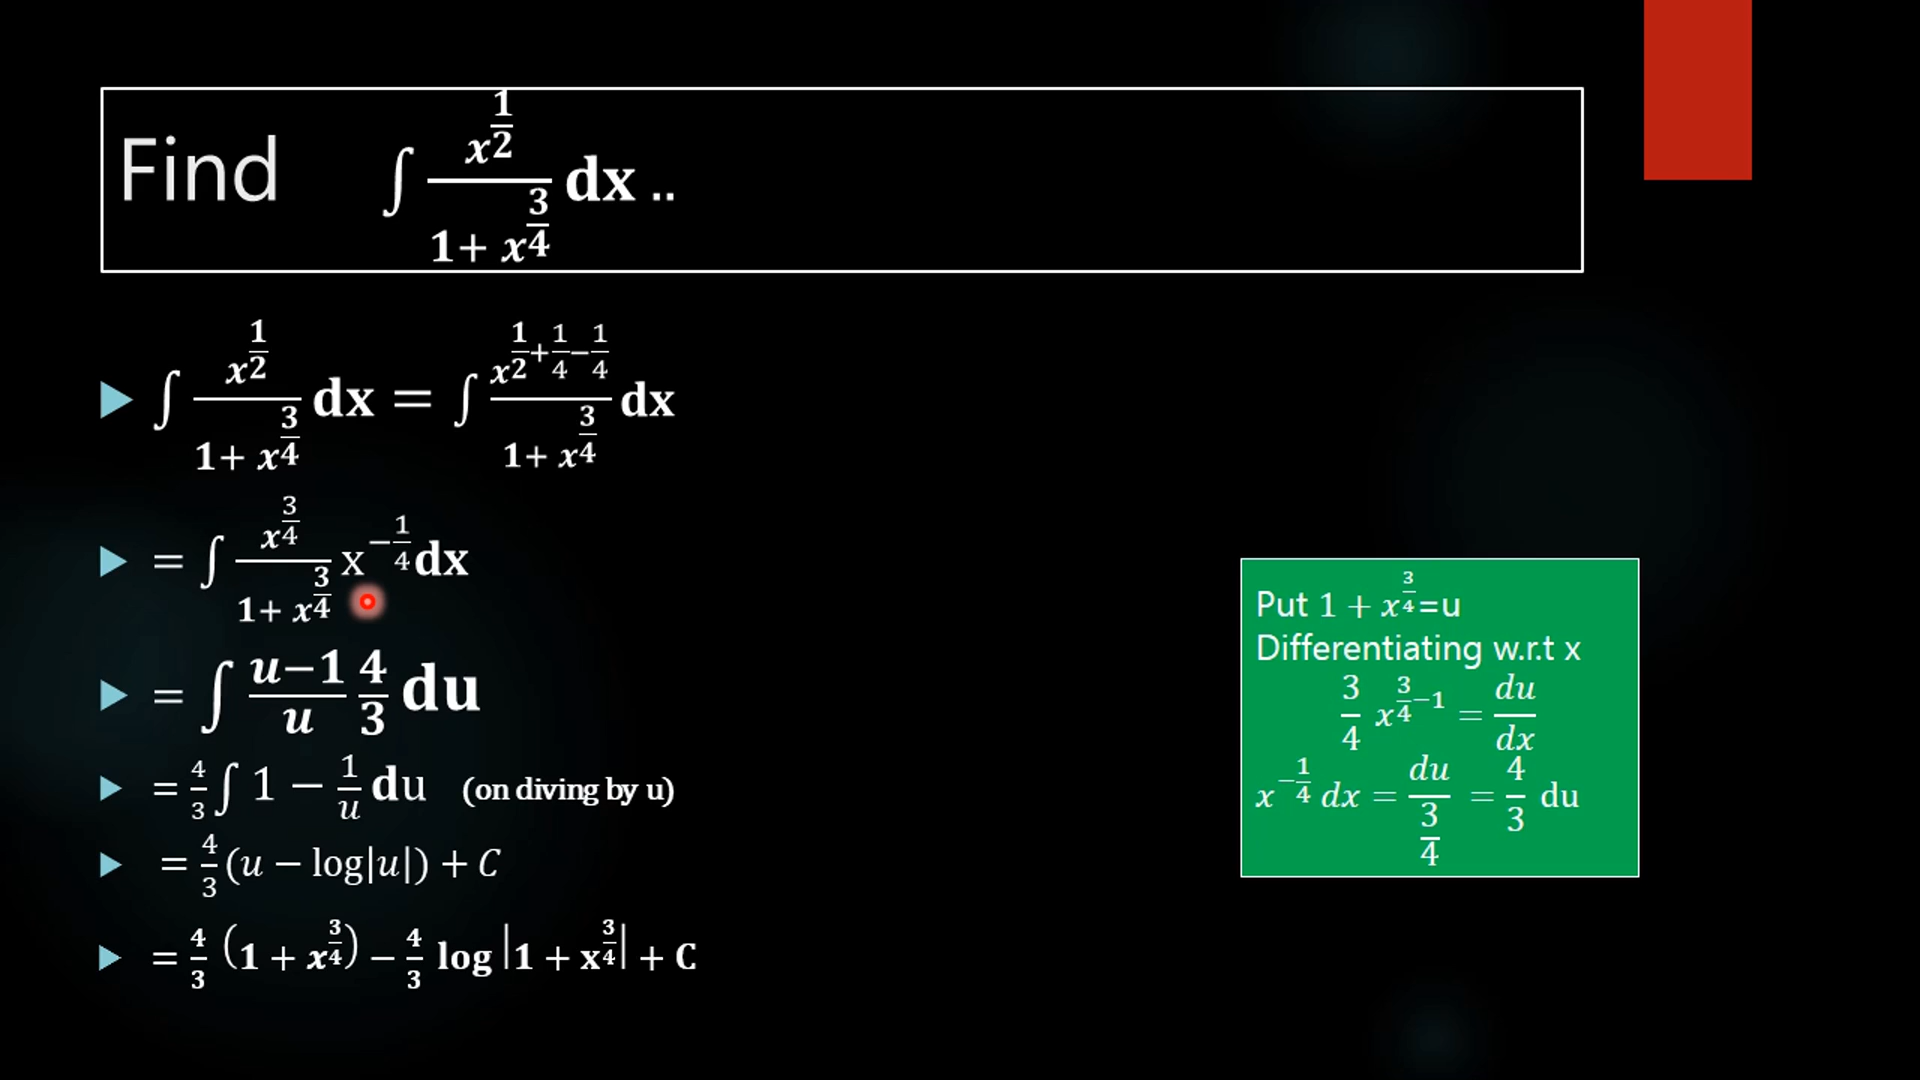 Find ∫ x^(1/2) / (1+ x^(3/4)) dx ..
∫ x^(1/2) / (1+ x^(3/4)) dx = ∫ x^(1/2+1/4−1/4) / (1+ x^(3/4)) dx
= ∫ x^(3/4) / (1+ x^(3/4)) x^(−1/4) dx
= ∫ (u−1)/u 4/3 du
= 4/3 ∫ 1 − 1/u du (on diving by u)
= 4/3 (u − log|u|) + C
= 4/3 (1 + x^(3/4)) − 4/3 log |1 + x^(3/4)| + C
Put 1 + x^(3/4)=u
Differentiating w.r.t x
3/4 x^(3/4−1) = du/dx
x^(−1/4) dx = du/(3/4) = 4/3 du